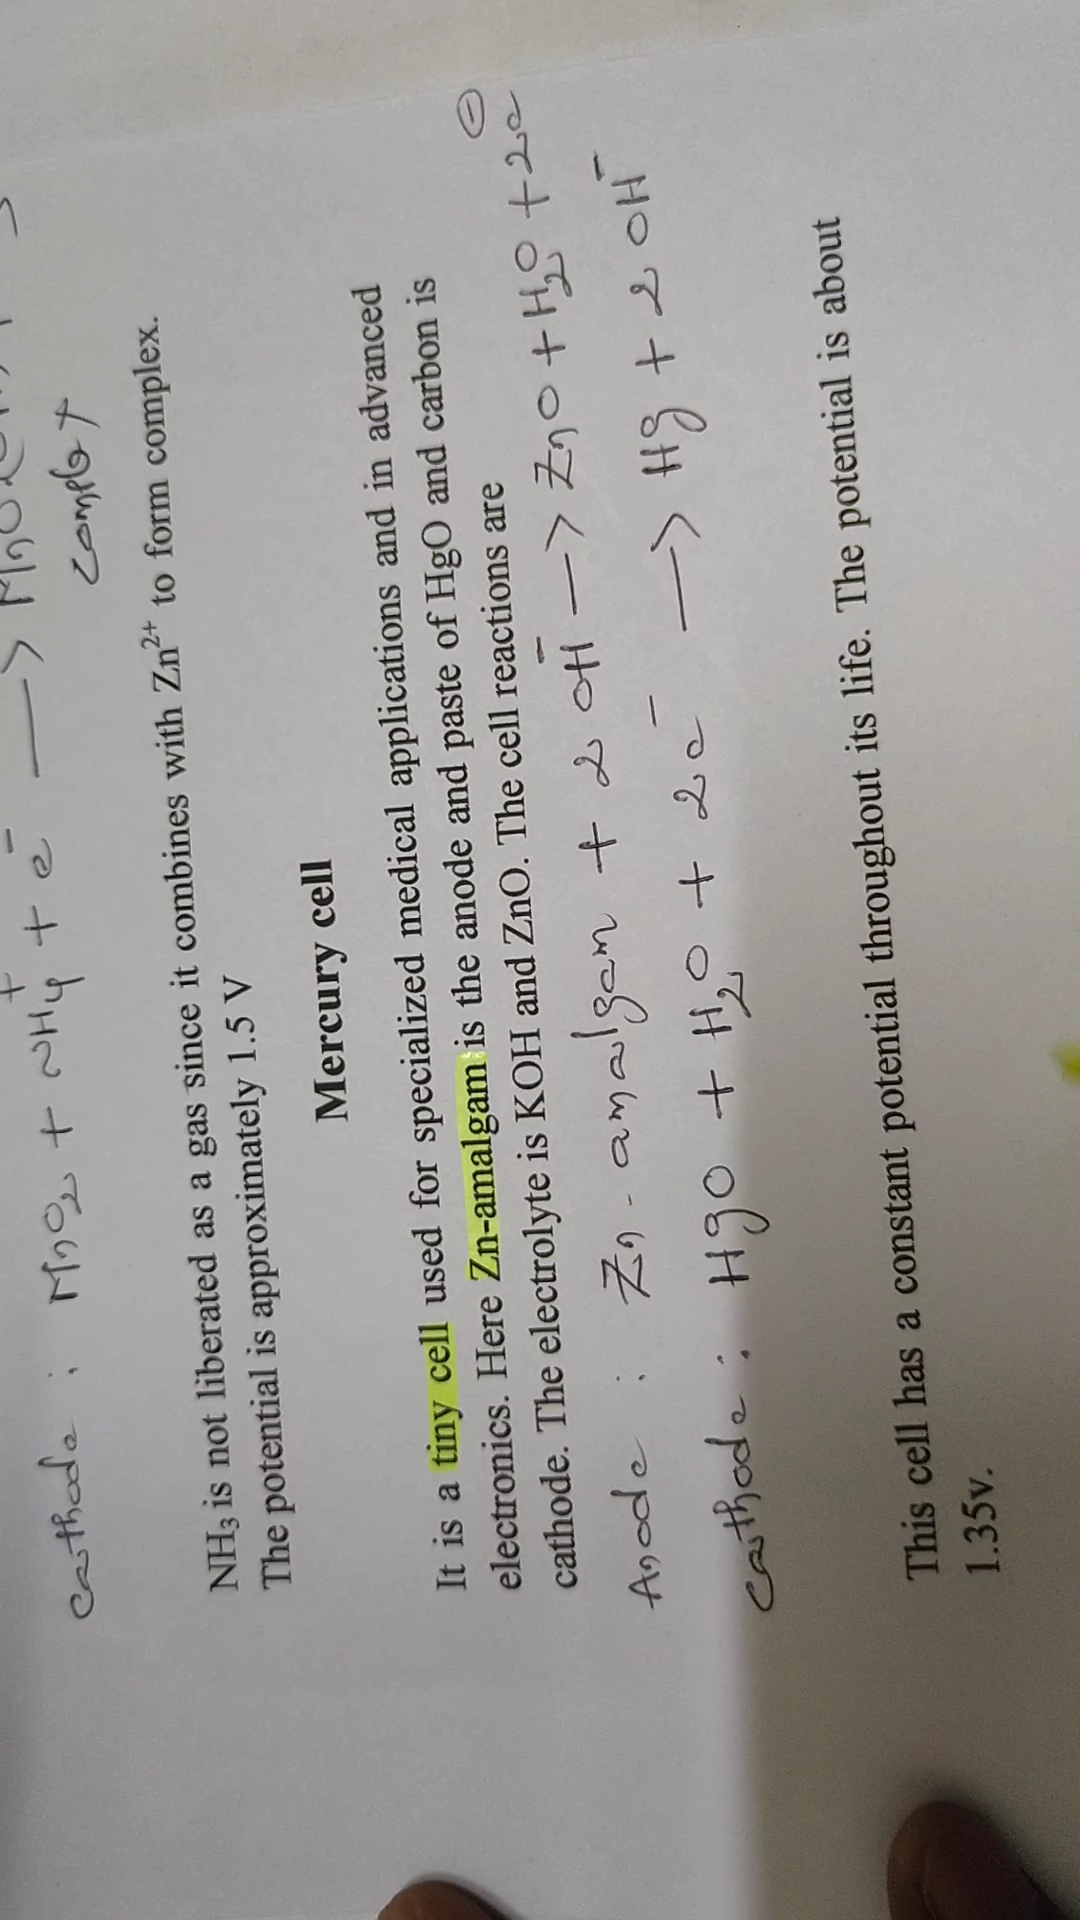 cathode : MnO2 + NH4+ + e- → MnO(OH)
complex
NH3 is not liberated as a gas since it combines with Zn2+ to form complex.
The potential is approximately 1.5 V
Mercury cell
It is a tiny cell used for specialized medical applications and in advanced
electronics. Here Zn-amalgam is the anode and paste of HgO and carbon is
cathode. The electrolyte is KOH and ZnO. The cell reactions are
Anode : Zn-amalgam + 2OH- → ZnO + H2O + 2e⊖
cathode : HgO + H2O + 2e- → Hg + 2OH-
This cell has a constant potential throughout its life. The potential is about
1.35v.